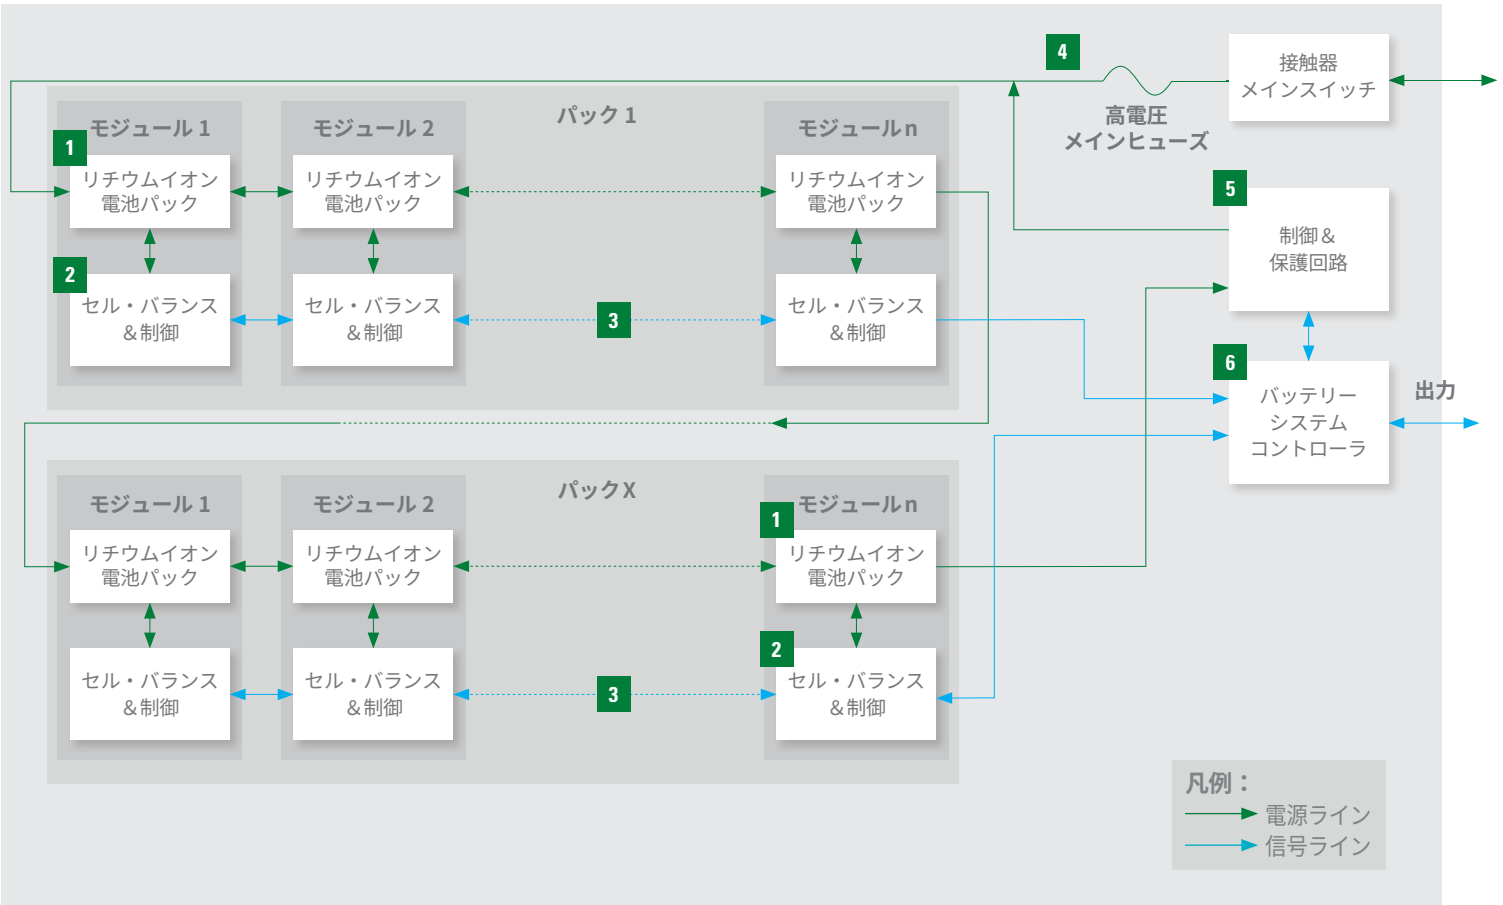 4
接触器
メインスイッチ
高電圧
メインヒューズ
パック 1
モジュール 1
モジュール 2
モジュールn
1
リチウムイオン
電池パック
リチウムイオン
電池パック
リチウムイオン
電池パック
2
セル・バランス
＆制御
セル・バランス
＆制御
3
セル・バランス
＆制御
5
制御＆
保護回路
6
バッテリー
システム
コントローラ
出力
パックX
モジュール 1
モジュール 2
モジュールn
リチウムイオン
電池パック
リチウムイオン
電池パック
1
リチウムイオン
電池パック
セル・バランス
＆制御
セル・バランス
＆制御
3
2
セル・バランス
＆制御
凡例：
電源ライン
信号ライン